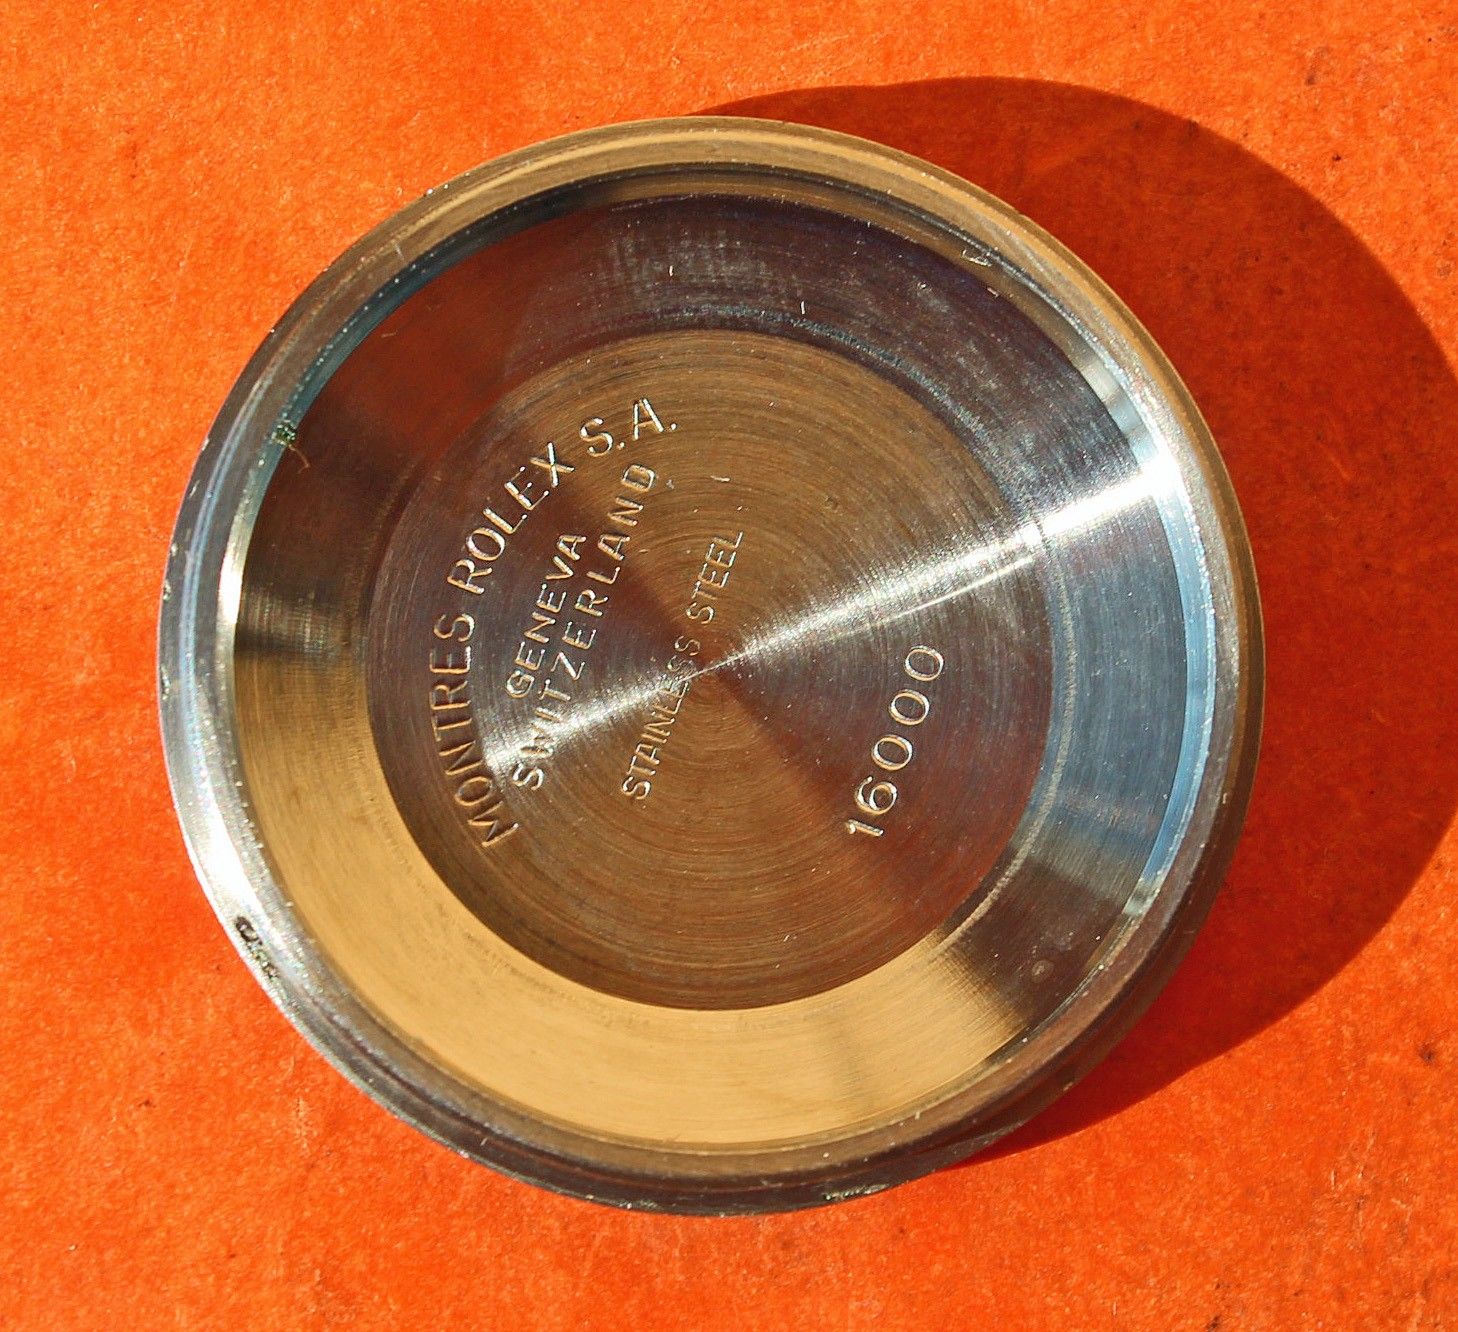 MONTRES ROLEX S.A.
GENEVA
SWITZERLAND
STAINLESS STEEL
16000